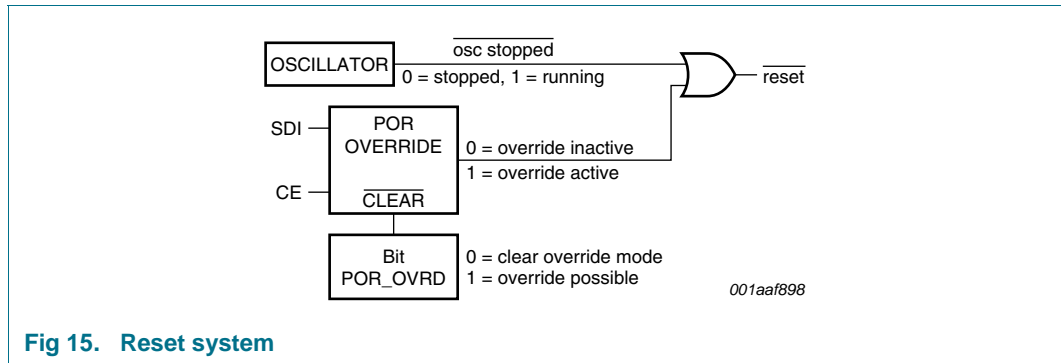 OSCILLATOR
osc stopped
0 = stopped, 1 = running
reset
SDI
CE
POR
OVERRIDE
CLEAR
0 = override inactive
1 = override active
Bit
POR_OVRD
0 = clear override mode
1 = override possible
001aaf898
Fig 15. Reset system